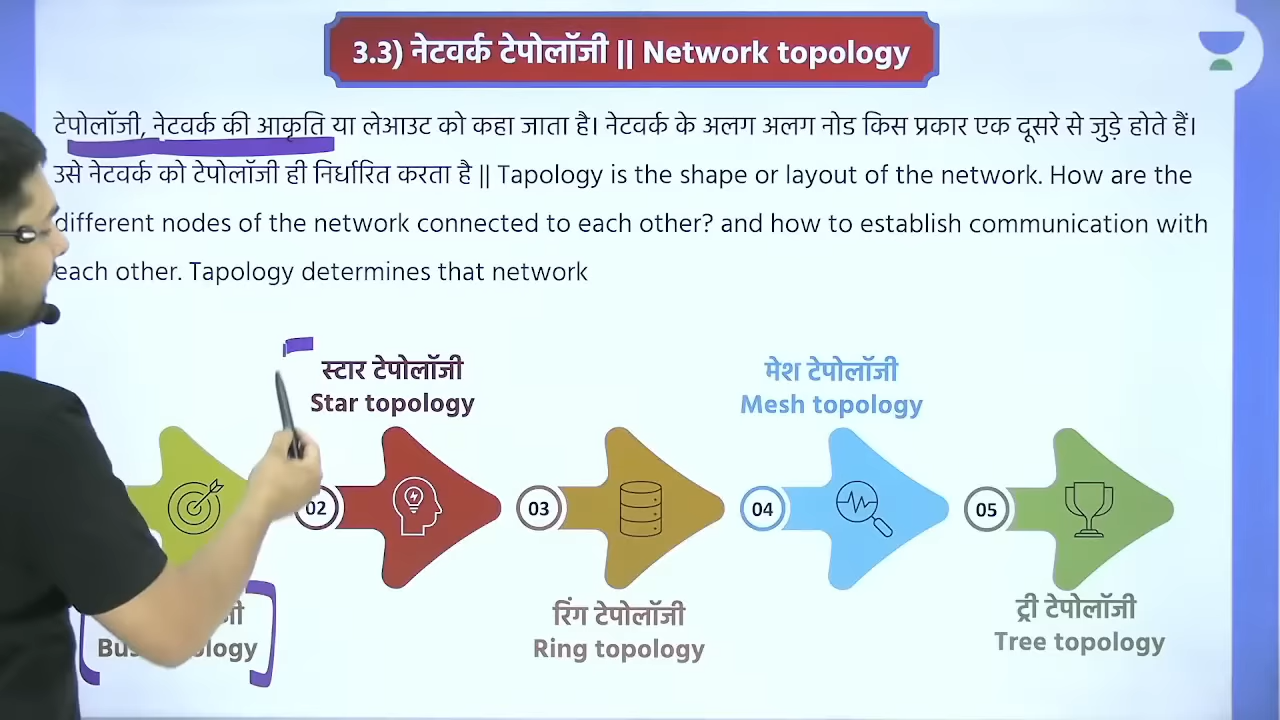 3.3) नेटवर्क टेपोलॉजी || Network topology
टेपोलॉजी, नेटवर्क की आकृति या लेआउट को कहा जाता है। नेटवर्क के अलग अलग नोड किस प्रकार एक दूसरे से जुड़े होते हैं।
उसे नेटवर्क को टेपोलॉजी ही निर्धारित करता है || Tapology is the shape or layout of the network. How are the
different nodes of the network connected to each other? and how to establish communication with
each other. Tapology determines that network
स्टार टेपोलॉजी
Star topology
मेश टेपोलॉजी
Mesh topology
02
03
04
05
रिंग टेपोलॉजी
Ring topology
ट्री टेपोलॉजी
Tree topology